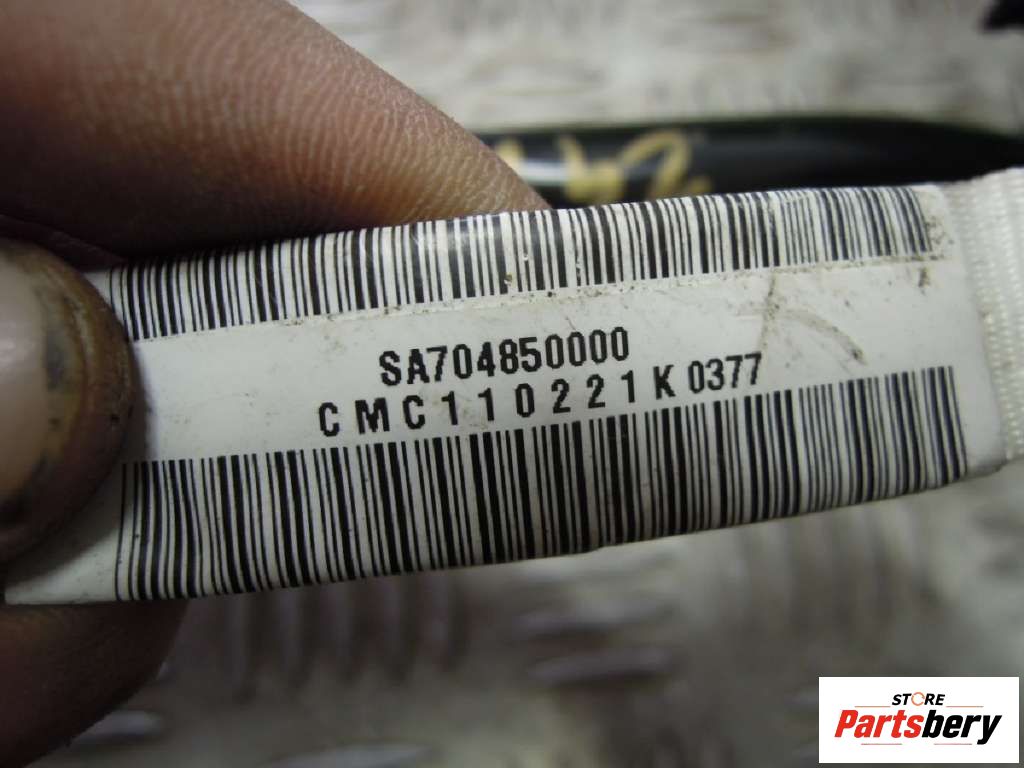 SA704850000
CMC110221K0377
STORE
Partsbery